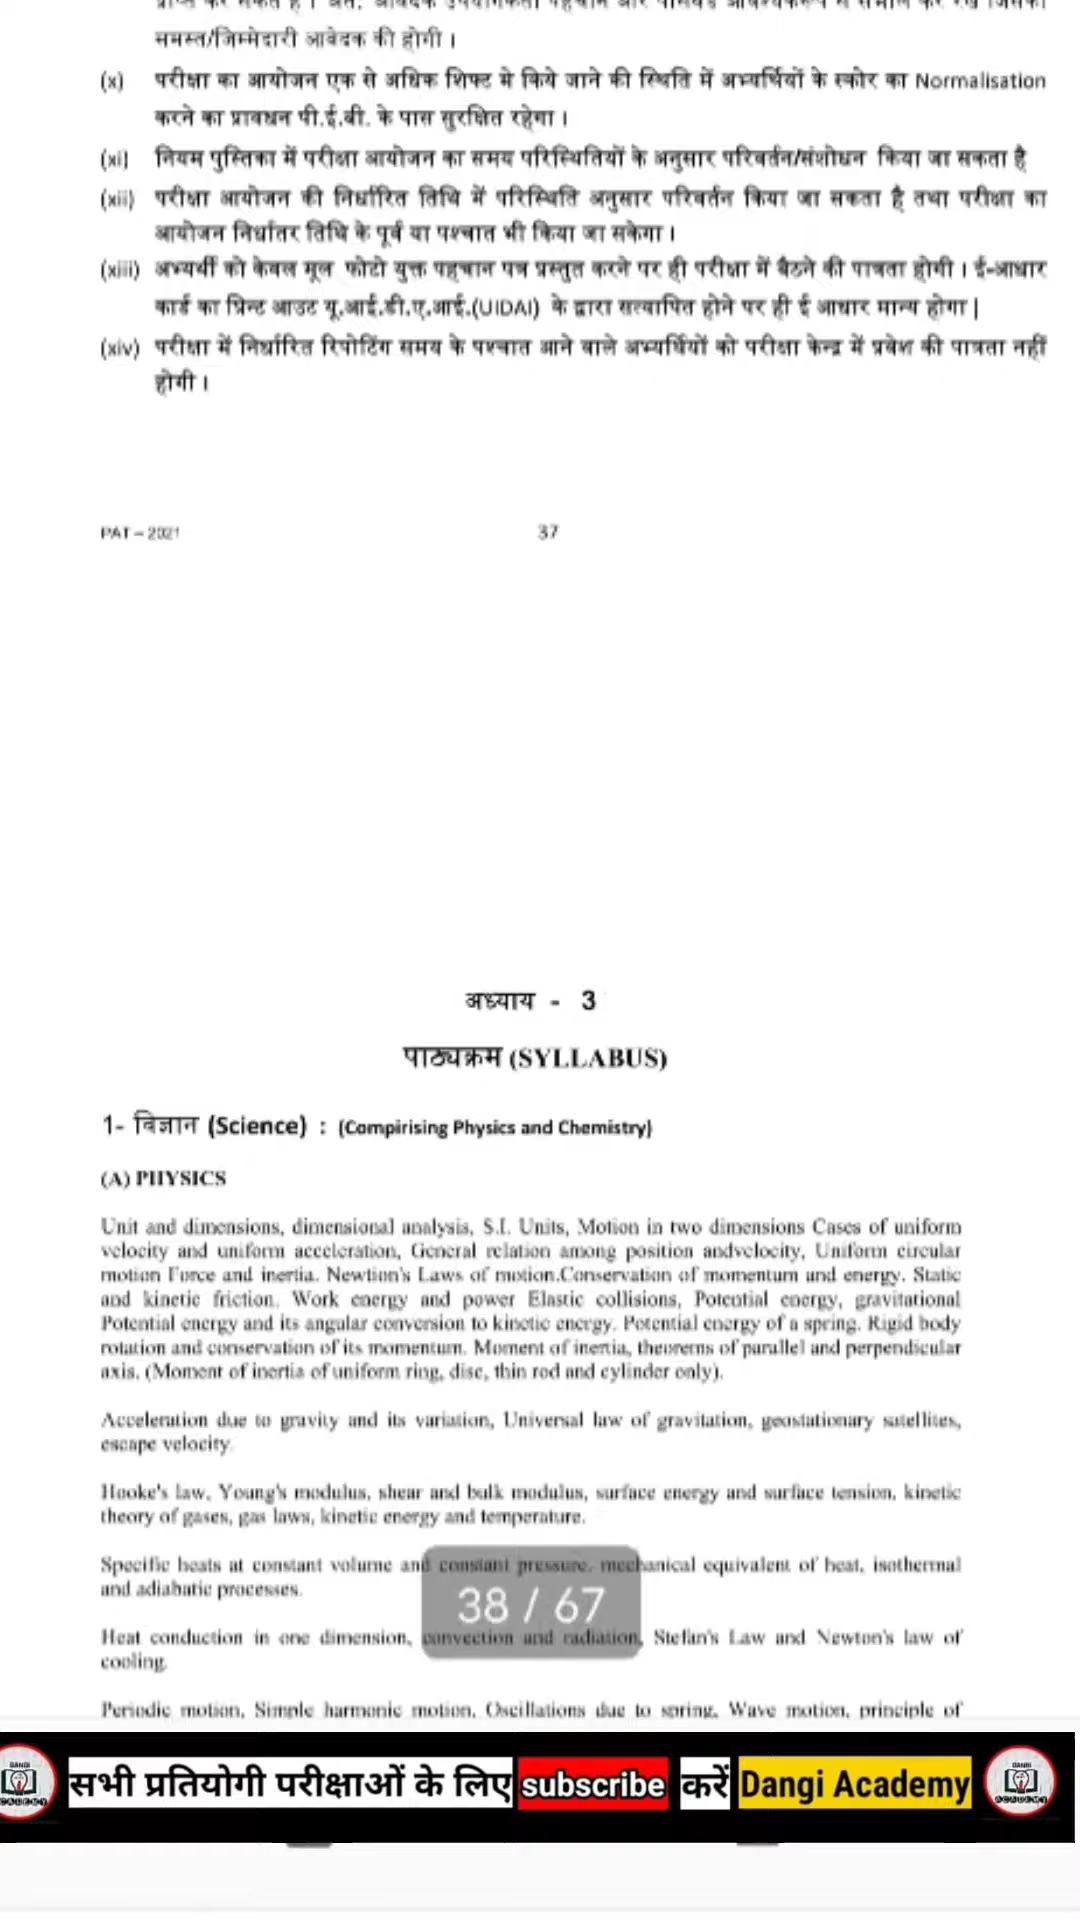 समस्त/जिम्मेदारी आवेदक की होगी ।
(x) परीक्षा का आयोजन एक से अधिक शिफ्ट मे किये जाने की स्थिति में अभ्यर्थियों के स्कोर का Normalisation
करने का प्रावधन पी.ई.बी. के पास सुरक्षित रहेगा ।
(xi) नियम पुस्तिका में परीक्षा आयोजन का समय परिस्थितियों के अनुसार परिवर्तन/संशोधन किया जा सकता है
(xii) परीक्षा आयोजन की निर्धारित तिथि में परिस्थिति अनुसार परिवर्तन किया जा सकता है तथा परीक्षा का
आयोजन निर्धातर तिथि के पूर्व या पश्चात भी किया जा सकेगा ।
(xiii) अभ्यर्थी को केवल मूल फोटो युक्त पहचान पत्र प्रस्तुत करने पर ही परीक्षा में बैठने की पात्रता होगी । ई-आधार
कार्ड का प्रिन्ट आउट यू.आई.डी.ए.आई.(UIDAI) के द्वारा सत्यापित होने पर ही ई आधार मान्य होगा |
(xiv) परीक्षा में निर्धारित रिपोटिंग समय के पश्चात आने वाले अभ्यर्थियों को परीक्षा केन्द्र में प्रवेश की पात्रता नहीं
होगी ।
PAT – 2021 37
अध्याय - 3
पाठ्यक्रम (SYLLABUS)
1- विज्ञान (Science) : (Compirising Physics and Chemistry)
(A) PHYSICS
Unit and dimensions, dimensional analysis, S.I. Units, Motion in two dimensions Cases of uniform
velocity and uniform acceleration, General relation among position andvelocity, Uniform circular
motion Force and inertia. Newtion's Laws of motion.Conservation of momentum and energy. Static
and kinetic friction. Work energy and power Elastic collisions, Potential energy, gravitational
Potential energy and its angular conversion to kinetic energy. Potential energy of a spring. Rigid body
rotation and conservation of its momentum. Moment of inertia, theorems of parallel and perpendicular
axis. (Moment of inertia of uniform ring, disc, thin rod and cylinder only).
Acceleration due to gravity and its variation, Universal law of gravitation, geostationary satellites,
escape velocity.
Hooke's law, Young's modulus, shear and bulk modulus, surface energy and surface tension, kinetic
theory of gases, gas laws, kinetic energy and temperature.
Specific heats at constant volume and constant pressure. mechanical equivalent of heat, isothermal
and adiabatic processes.
38 / 67
Heat conduction in one dimension, convection and radiation, Stefan's Law and Newton's law of
cooling.
Periodic motion, Simple harmonic motion, Oscillations due to spring, Wave motion, principle of
सभी प्रतियोगी परीक्षाओं के लिए subscribe करें Dangi Academy